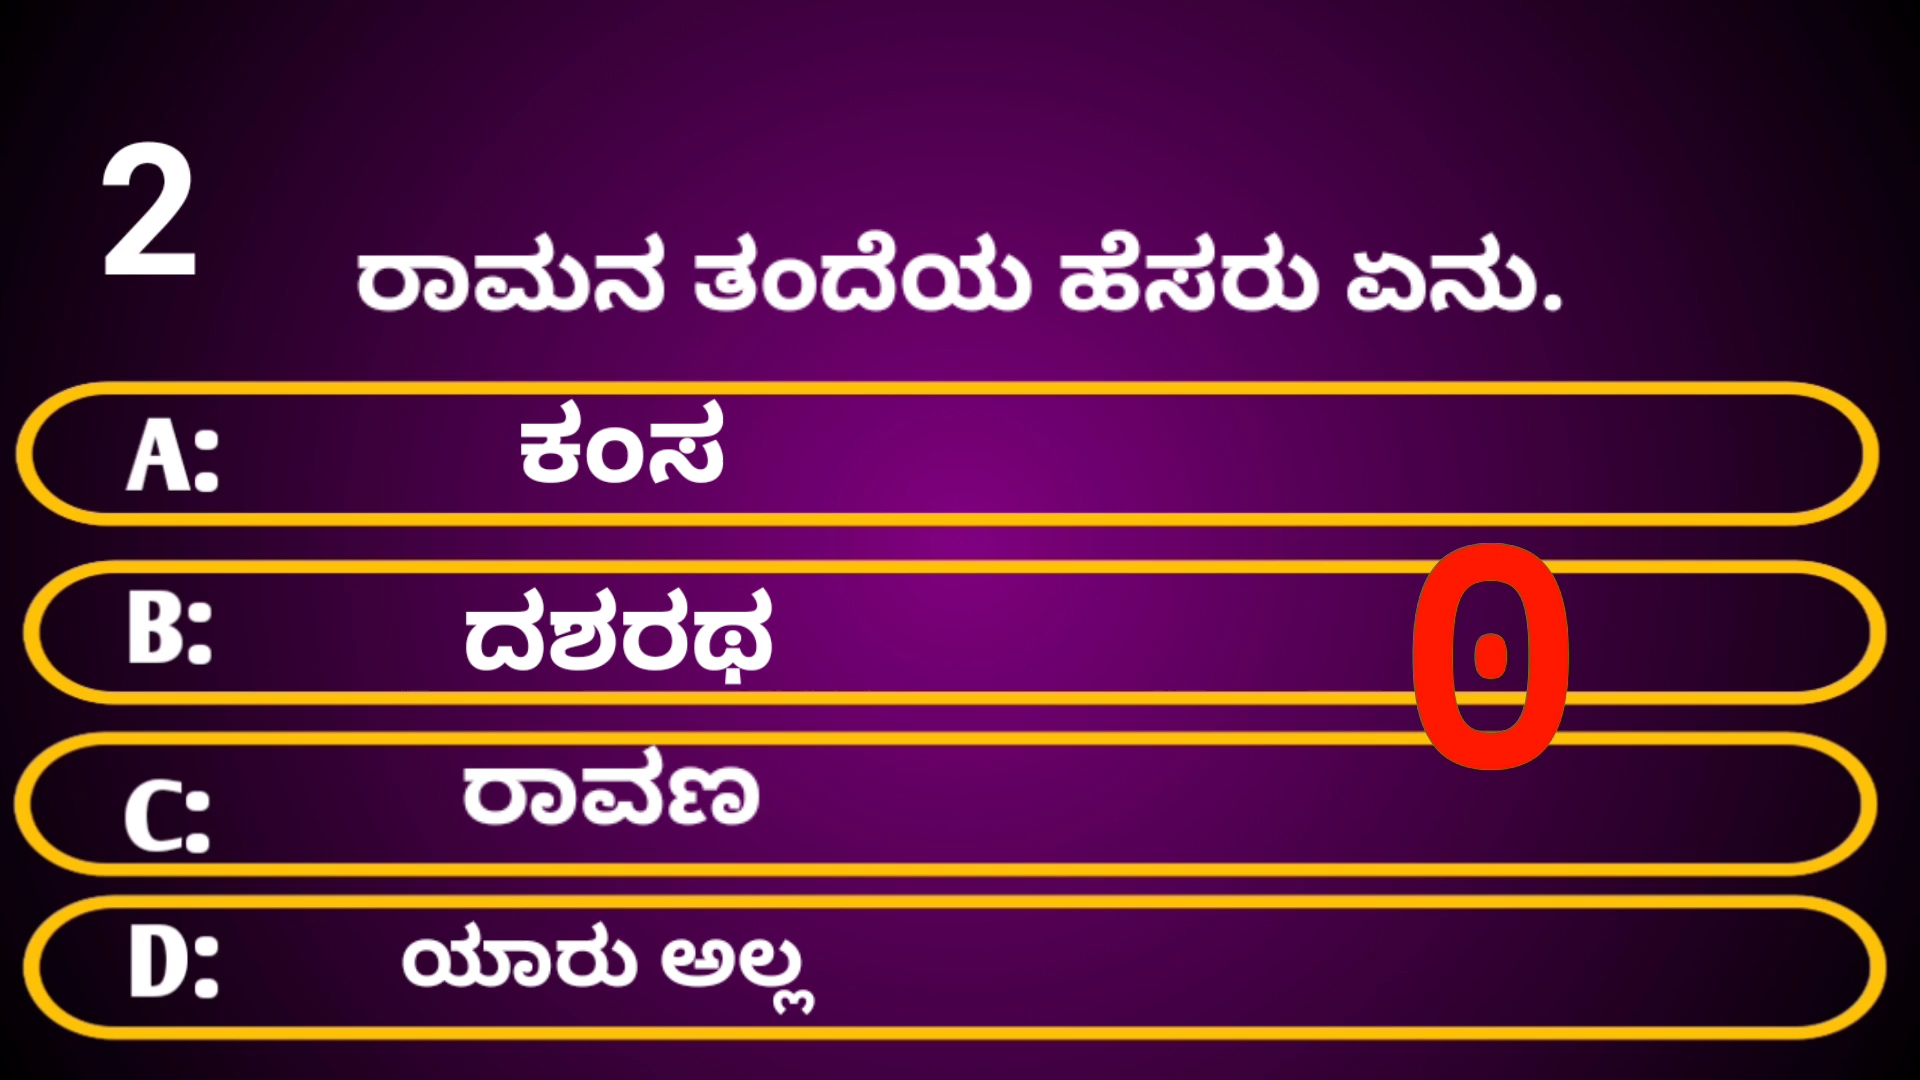 2
ರಾಮನ ತಂದೆಯ ಹೆಸರು ಏನು.
A: ಕಂಸ
B: ದಶರಥ
0
C: ರಾವಣ
D: ಯಾರು ಅಲ್ಲ